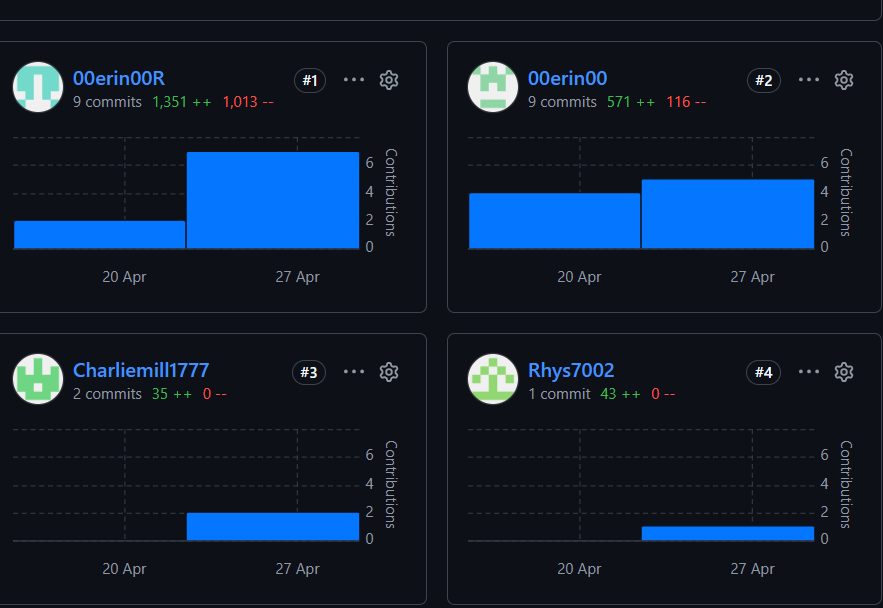 00erin00R #1 ...
9 commits 1,351 ++ 1,013 --
6
4
2
0
Contributions
20 Apr 27 Apr
00erin00 #2 ...
9 commits 571 ++ 116 --
6
4
2
0
Contributions
20 Apr 27 Apr
Charliemill1777 #3 ...
2 commits 35 ++ 0 --
6
4
2
0
Contributions
20 Apr 27 Apr
Rhys7002 #4 ...
1 commit 43 ++ 0 --
6
4
2
0
Contributions
20 Apr 27 Apr